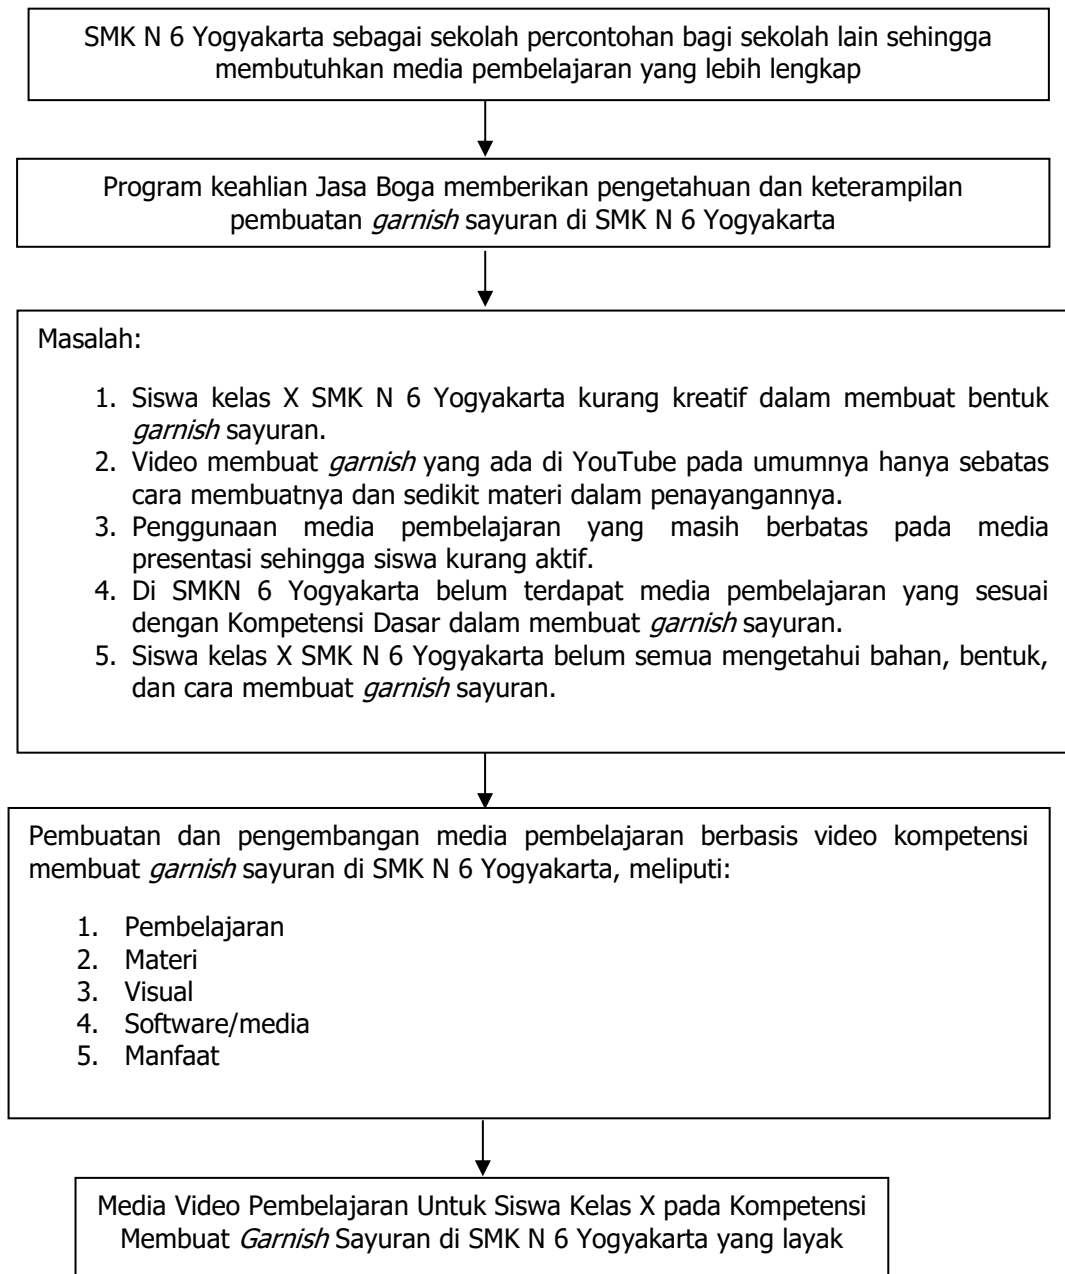 SMK N 6 Yogyakarta sebagai sekolah percontohan bagi sekolah lain sehingga
membutuhkan media pembelajaran yang lebih lengkap
Program keahlian Jasa Boga memberikan pengetahuan dan keterampilan
pembuatan garnish sayuran di SMK N 6 Yogyakarta
Masalah:
1. Siswa kelas X SMK N 6 Yogyakarta kurang kreatif dalam membuat bentuk
garnish sayuran.
2. Video membuat garnish yang ada di YouTube pada umumnya hanya sebatas
cara membuatnya dan sedikit materi dalam penayangannya.
3. Penggunaan media pembelajaran yang masih berbatas pada media
presentasi sehingga siswa kurang aktif.
4. Di SMKN 6 Yogyakarta belum terdapat media pembelajaran yang sesuai
dengan Kompetensi Dasar dalam membuat garnish sayuran.
5. Siswa kelas X SMK N 6 Yogyakarta belum semua mengetahui bahan, bentuk,
dan cara membuat garnish sayuran.
Pembuatan dan pengembangan media pembelajaran berbasis video kompetensi
membuat garnish sayuran di SMK N 6 Yogyakarta, meliputi:
1. Pembelajaran
2. Materi
3. Visual
4. Software/media
5. Manfaat
Media Video Pembelajaran Untuk Siswa Kelas X pada Kompetensi
Membuat Garnish Sayuran di SMK N 6 Yogyakarta yang layak